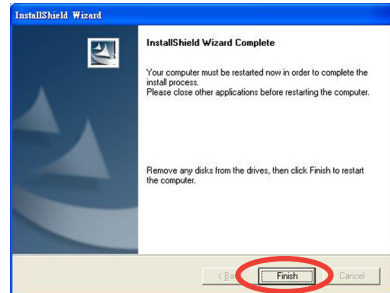 InstallShield Wizard
InstallShield Wizard Complete
Your computer must be restarted now in order to complete the
install process.
Please close other applications before restarting the computer.
Remove any disks from the drives, then click Finish to restart
the computer.
Finish
Cancel